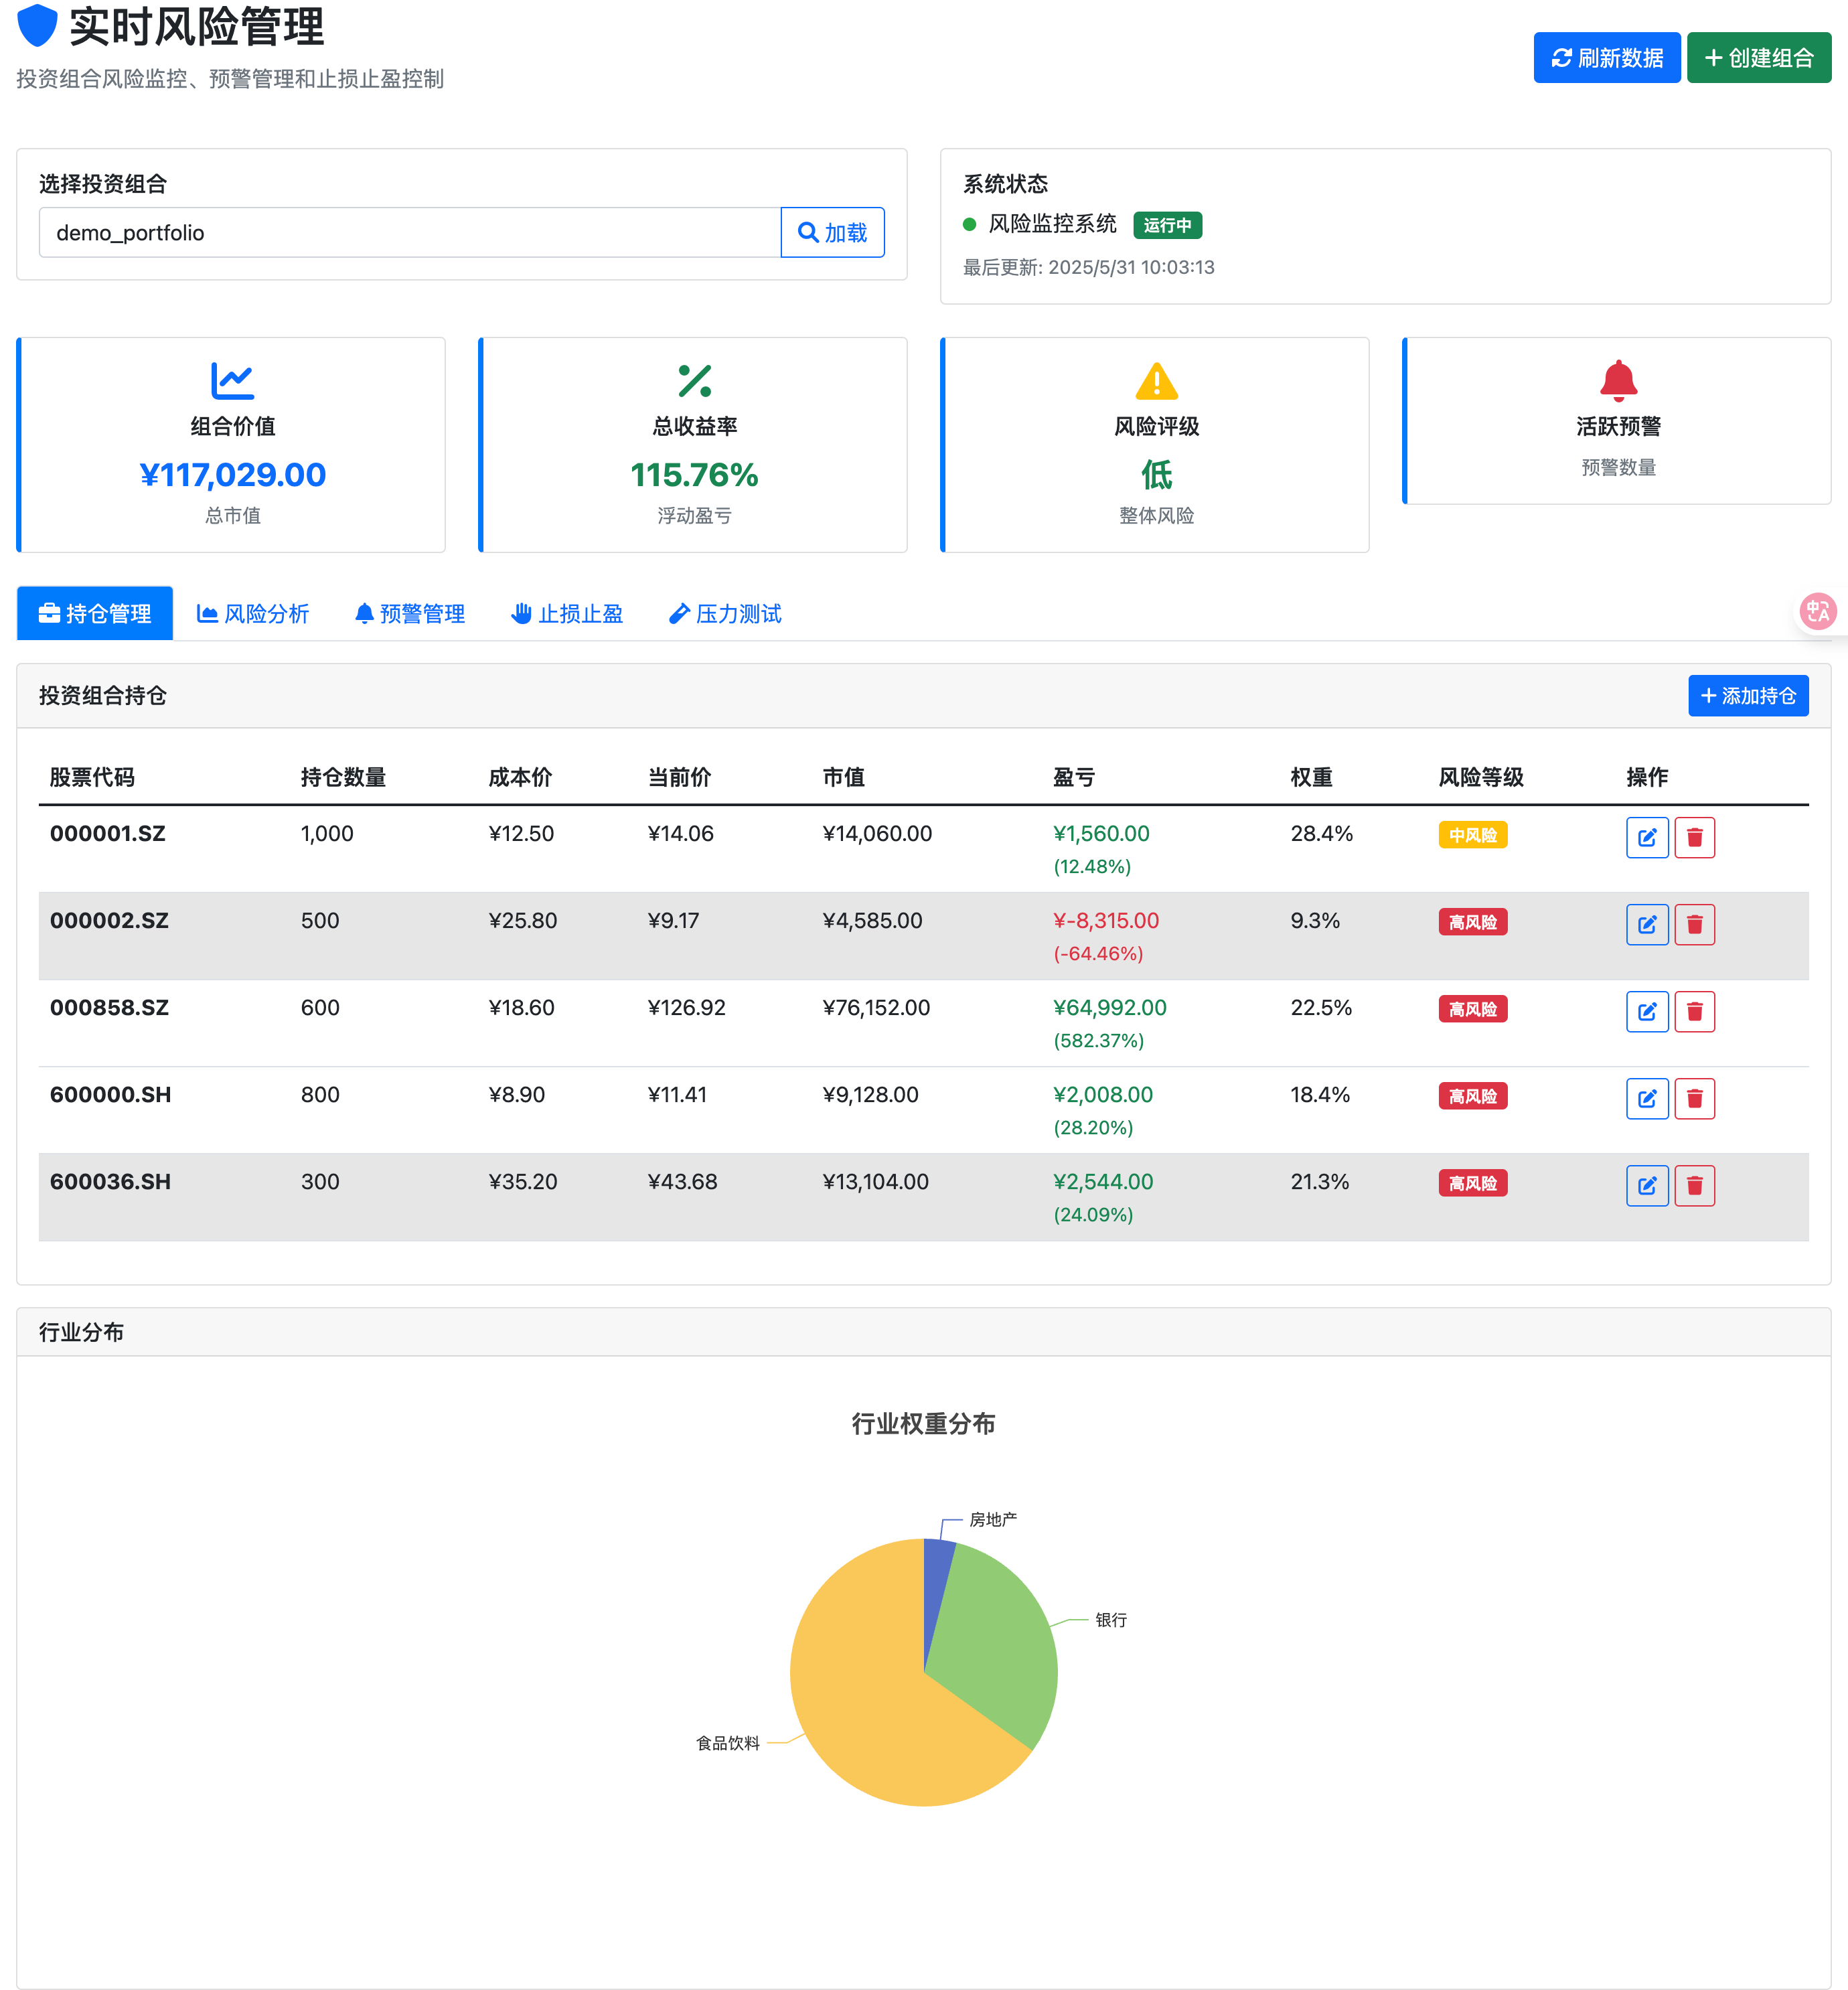 实时风险管理
投资组合风险监控、预警管理和止损止盈控制
刷新数据
创建组合
选择投资组合
demo_portfolio
加载
系统状态
风险监控系统 运行中
最后更新: 2025/5/31 10:03:13
组合价值
¥117,029.00
总市值
总收益率
115.76%
浮动盈亏
风险评级
低
整体风险
活跃预警
预警数量
持仓管理 风险分析 预警管理 止损止盈 压力测试
中A
投资组合持仓
添加持仓
股票代码 持仓数量 成本价 当前价 市值 盈亏 权重 风险等级 操作
000001.SZ 1,000 ¥12.50 ¥14.06 ¥14,060.00 ¥1,560.00 28.4% 中风险
(12.48%)
000002.SZ 500 ¥25.80 ¥9.17 ¥4,585.00 ¥-8,315.00 9.3% 高风险
(-64.46%)
000858.SZ 600 ¥18.60 ¥126.92 ¥76,152.00 ¥64,992.00 22.5% 高风险
(582.37%)
600000.SH 800 ¥8.90 ¥11.41 ¥9,128.00 ¥2,008.00 18.4% 高风险
(28.20%)
600036.SH 300 ¥35.20 ¥43.68 ¥13,104.00 ¥2,544.00 21.3% 高风险
(24.09%)
行业分布
行业权重分布
房地产
银行
食品饮料